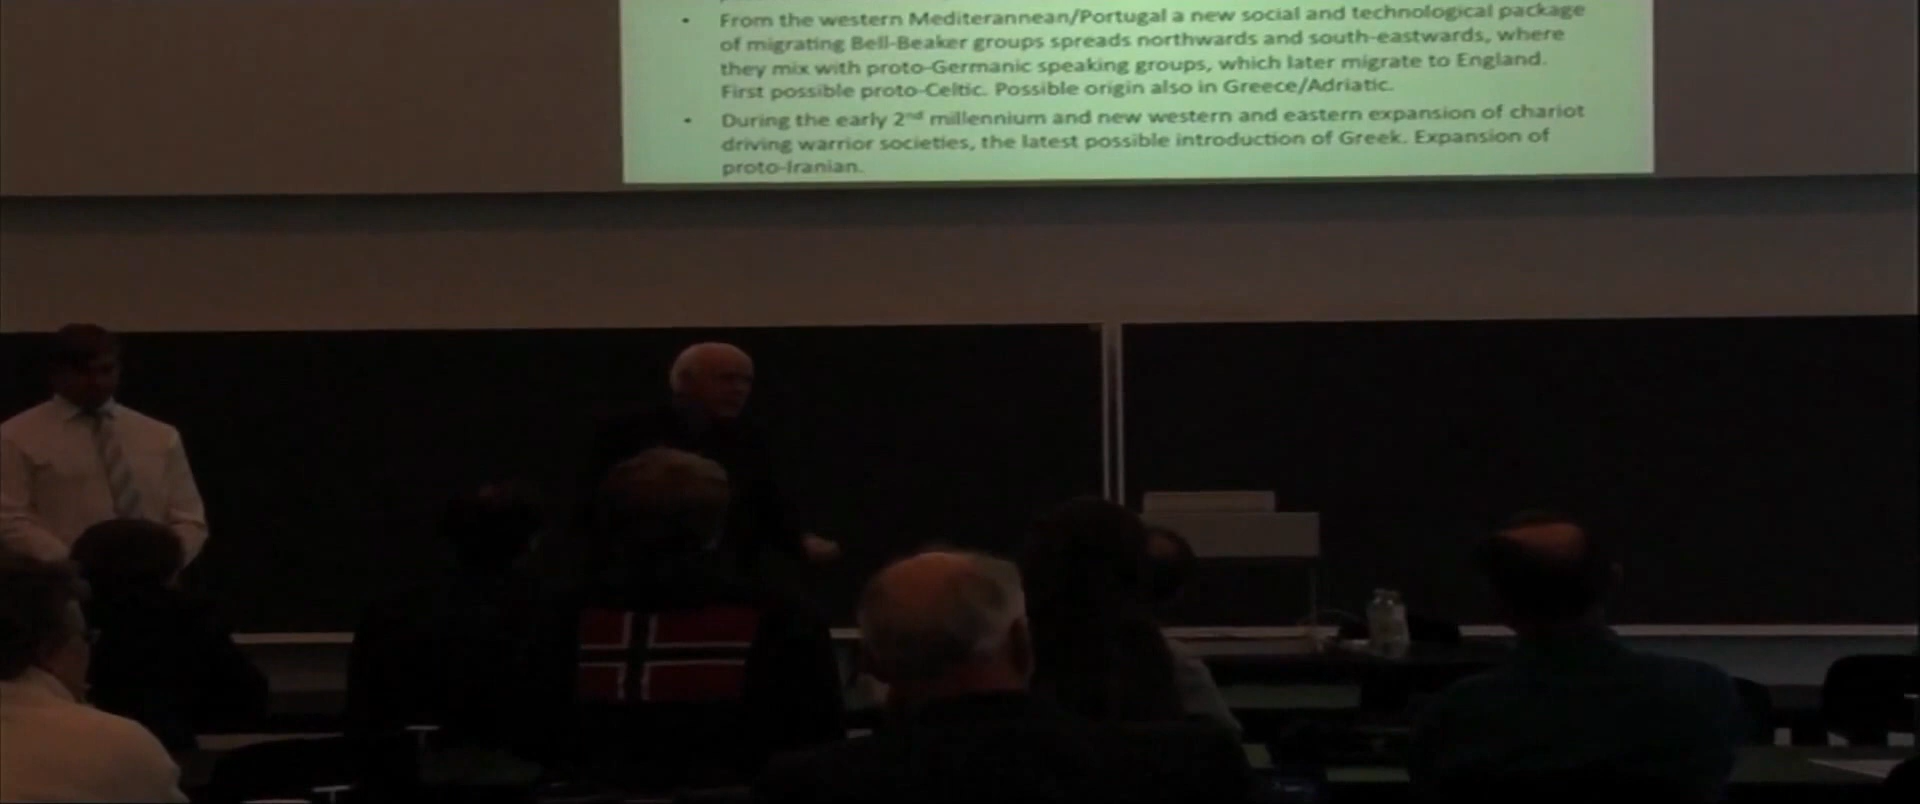 • From the western Mediterannean/Portugal a new social and technological package
of migrating Bell-Beaker groups spreads northwards and south-eastwards, where
they mix with proto-Germanic speaking groups, which later migrate to England.
First possible proto-Celtic. Possible origin also in Greece/Adriatic.
• During the early 2nd millennium and new western and eastern expansion of chariot
driving warrior societies, the latest possible introduction of Greek. Expansion of
proto-Iranian.